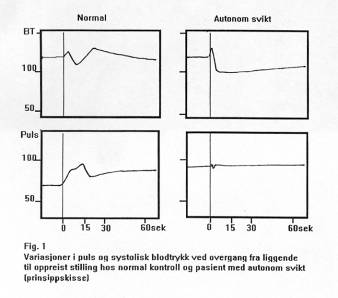 Normal
Autonom svikt
BT
100
50
Puls
100
50
0 15 30 60sek
0 15 30 60sek
Fig. 1
Variasjoner i puls og systolisk blodtrykk ved overgang fra liggende
til oppreist stilling hos normal kontroll og pasient med autonom svikt
(prinsippskisse)